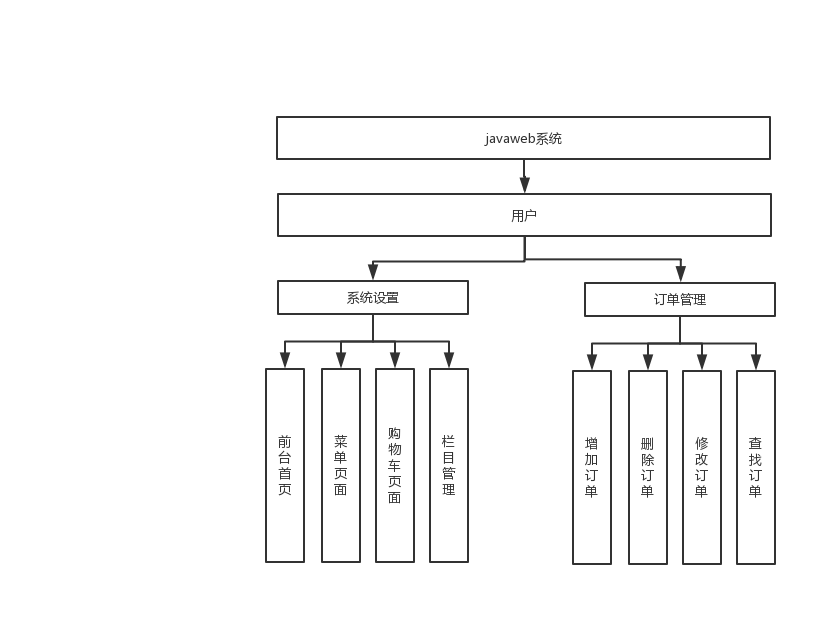 javaweb系统
用户
系统设置
订单管理
前台首页
菜单页面
购物车页面
栏目管理
增加订单
删除订单
修改订单
查找订单